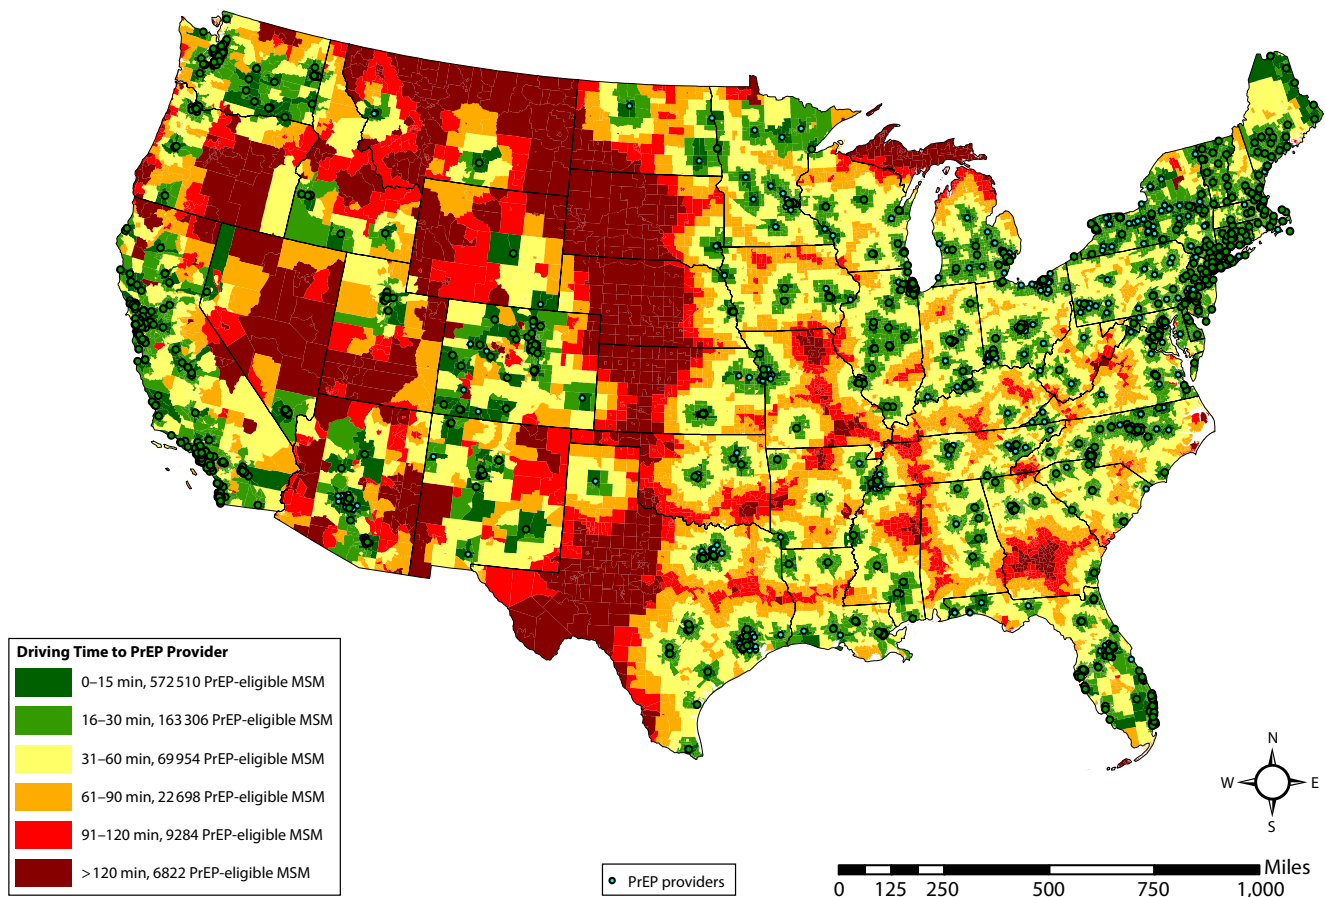 Driving Time to PrEP Provider
0–15 min, 572 510 PrEP-eligible MSM
16–30 min, 163 306 PrEP-eligible MSM
31–60 min, 69 954 PrEP-eligible MSM
61–90 min, 22 698 PrEP-eligible MSM
91–120 min, 9284 PrEP-eligible MSM
>120 min, 6822 PrEP-eligible MSM
PrEP providers
N
W E
S
Miles
0 125 250 500 750 1,000